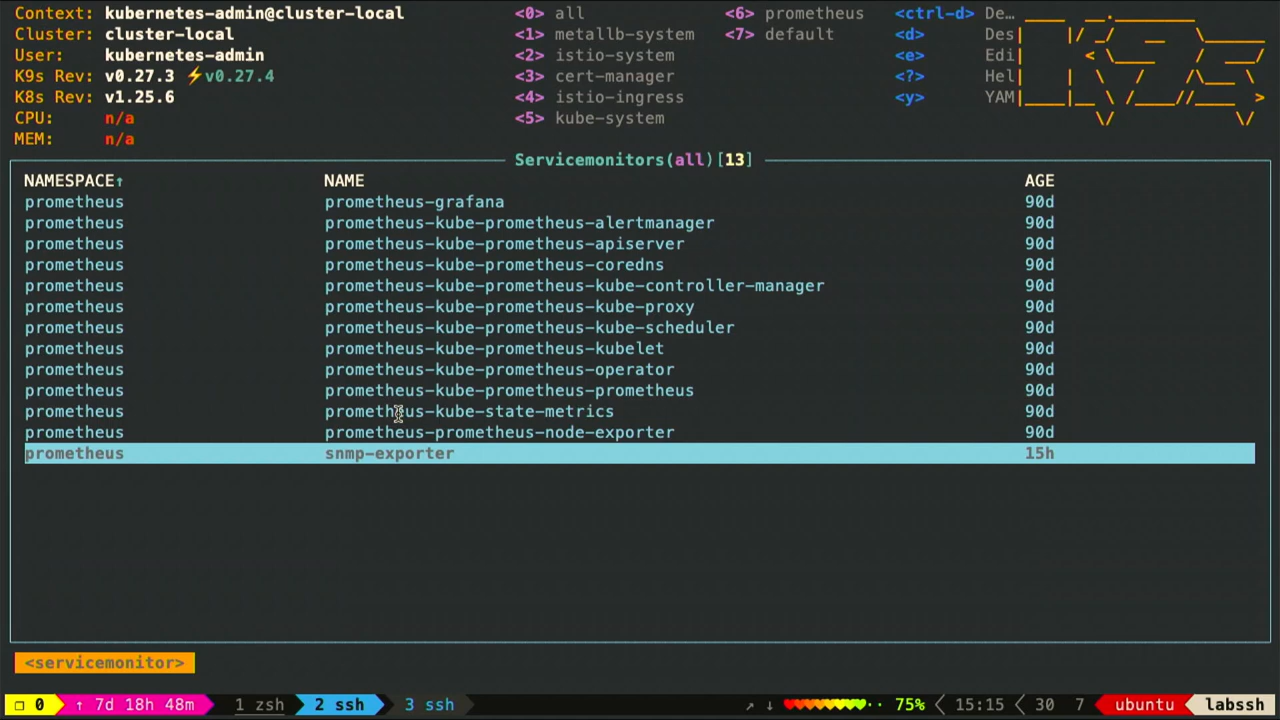 Context: kubernetes-admin@cluster-local <0> all <6> prometheus <ctrl-d> De…
Cluster: cluster-local <1> metallb-system <7> default <d> Des
User: kubernetes-admin <2> istio-system <e> Edi
K9s Rev: v0.27.3 ⚡v0.27.4 <3> cert-manager <?> Hel
K8s Rev: v1.25.6 <4> istio-ingress <y> YAM
CPU: n/a <5> kube-system
MEM: n/a
Servicemonitors(all)[13]
NAMESPACE↑ NAME AGE
prometheus prometheus-grafana 90d
prometheus prometheus-kube-prometheus-alertmanager 90d
prometheus prometheus-kube-prometheus-apiserver 90d
prometheus prometheus-kube-prometheus-coredns 90d
prometheus prometheus-kube-prometheus-kube-controller-manager 90d
prometheus prometheus-kube-prometheus-kube-proxy 90d
prometheus prometheus-kube-prometheus-kube-scheduler 90d
prometheus prometheus-kube-prometheus-kubelet 90d
prometheus prometheus-kube-prometheus-operator 90d
prometheus prometheus-kube-prometheus-prometheus 90d
prometheus prometheus-kube-state-metrics 90d
prometheus prometheus-prometheus-node-exporter 90d
prometheus snmp-exporter 15h
<servicemonitor>
❐ 0 ↑ 7d 18h 48m 1 zsh 2 ssh 3 ssh ↗ ↓ ♥♥♥♥♥♥♥♥·· 75% 15:15 30 7 ubuntu labssh